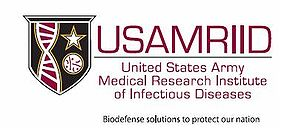 USAMRIID
United States Army
Medical Research Institute
of Infectious Diseases
Biodefense solutions to protect our nation